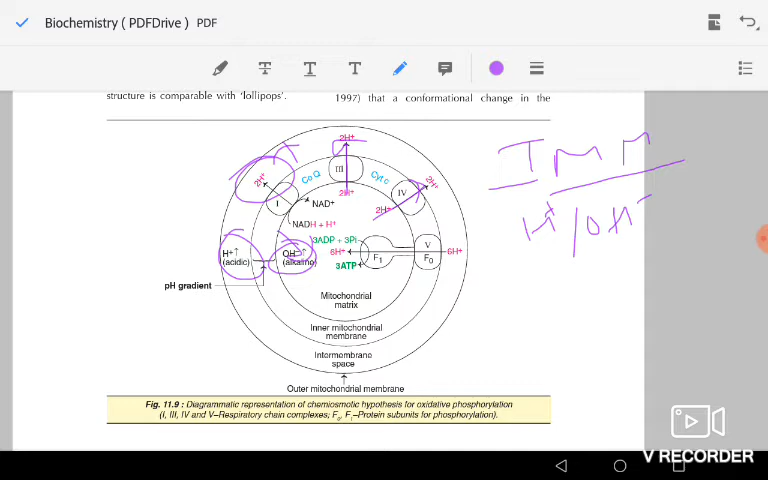 Biochemistry ( PDFDrive ) PDF
structure is comparable with 'lollipops'.
1997) that a conformational change in the
2H⁺
III
2H⁺
Co Q
Cyt c
2H⁺
I
NAD⁺
NADH + H⁺
IV
2H⁺
2H⁺
H⁺↑
(acidic)
OH⁻↑
(alkaline)
3ADP + 3Pi
6H⁺
3ATP
F₁
V
F₀
6H⁺
pH gradient
Mitochondrial
matrix
Inner mitochondrial
membrane
Intermembrane
space
Outer mitochondrial membrane
Fig. 11.9 : Diagrammatic representation of chemiosmotic hypothesis for oxidative phosphorylation
(I, III, IV and V–Respiratory chain complexes; F₀, F₁–Protein subunits for phosphorylation).
H⁺/OH⁻
V RECORDER